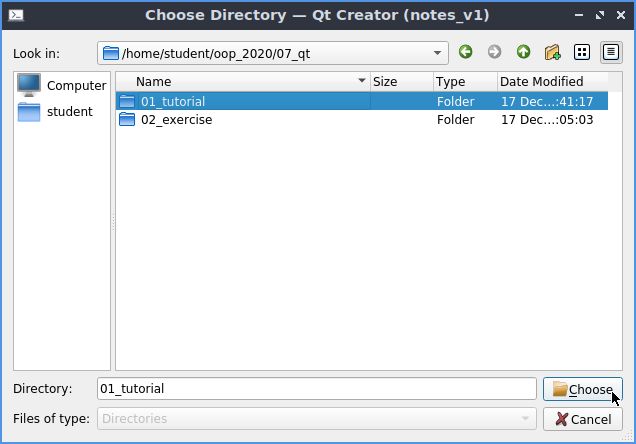 Choose Directory — Qt Creator (notes_v1)
Look in: /home/student/oop_2020/07_qt
Computer
student
Name Size Type Date Modified
01_tutorial Folder 17 Dec...:41:17
02_exercise Folder 17 Dec...:05:03
Directory: 01_tutorial Choose
Files of type: Directories Cancel